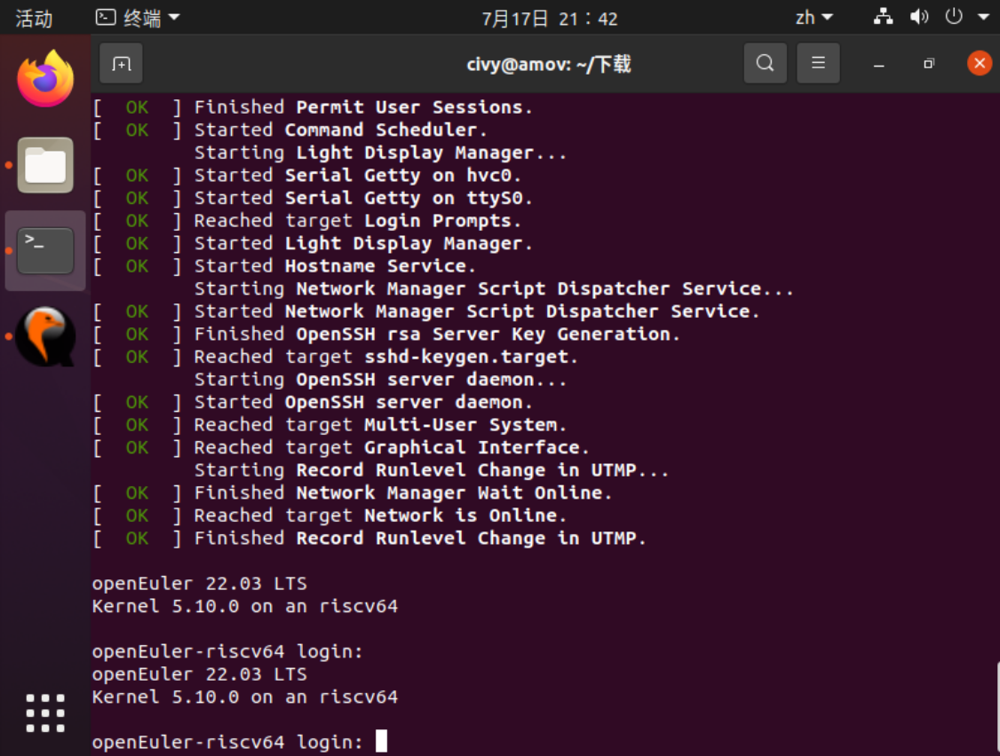 活动 终端 7月17日 21：42 zh
civy@amov: ~/下载
[  OK  ] Finished Permit User Sessions.
[  OK  ] Started Command Scheduler.
         Starting Light Display Manager...
[  OK  ] Started Serial Getty on hvc0.
[  OK  ] Started Serial Getty on ttyS0.
[  OK  ] Reached target Login Prompts.
[  OK  ] Started Light Display Manager.
[  OK  ] Started Hostname Service.
         Starting Network Manager Script Dispatcher Service...
[  OK  ] Started Network Manager Script Dispatcher Service.
[  OK  ] Finished OpenSSH rsa Server Key Generation.
[  OK  ] Reached target sshd-keygen.target.
         Starting OpenSSH server daemon...
[  OK  ] Started OpenSSH server daemon.
[  OK  ] Reached target Multi-User System.
[  OK  ] Reached target Graphical Interface.
         Starting Record Runlevel Change in UTMP...
[  OK  ] Finished Network Manager Wait Online.
[  OK  ] Reached target Network is Online.
[  OK  ] Finished Record Runlevel Change in UTMP.
openEuler 22.03 LTS
Kernel 5.10.0 on an riscv64
openEuler-riscv64 login:
openEuler 22.03 LTS
Kernel 5.10.0 on an riscv64
openEuler-riscv64 login: